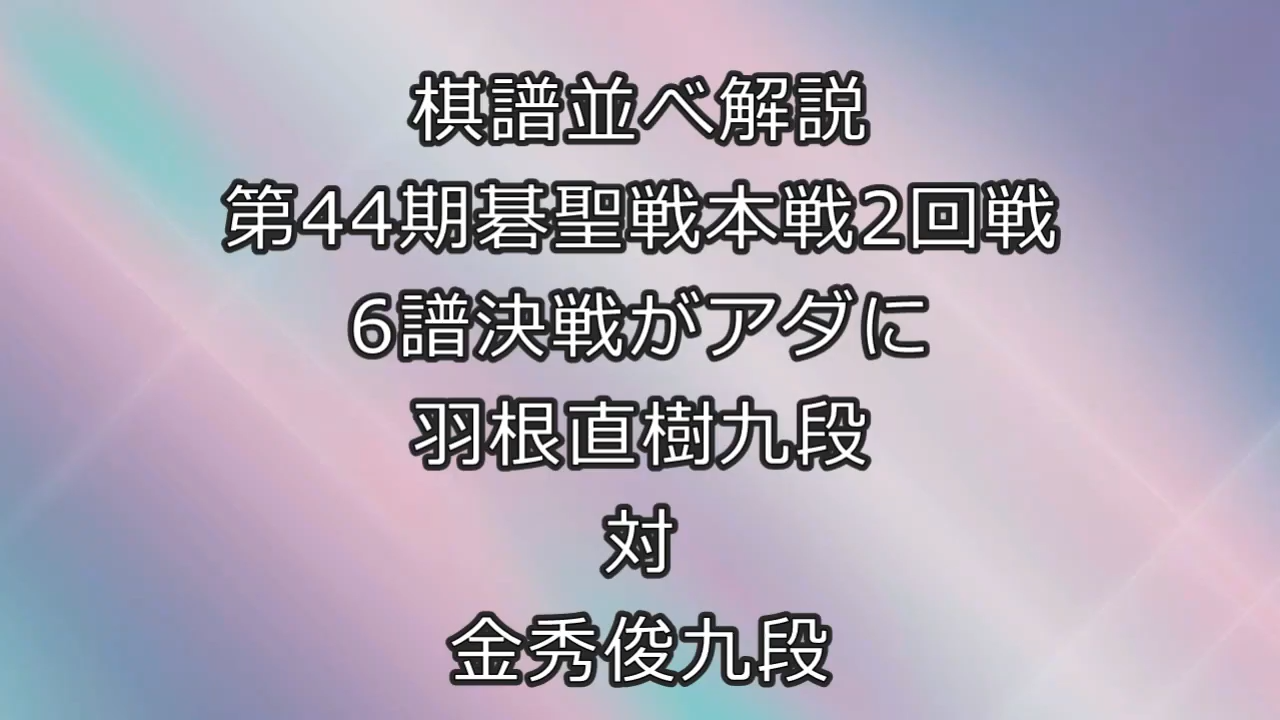 棋譜並べ解説
第44期碁聖戦本戦2回戦
6譜決戦がアダに
羽根直樹九段
対
金秀俊九段